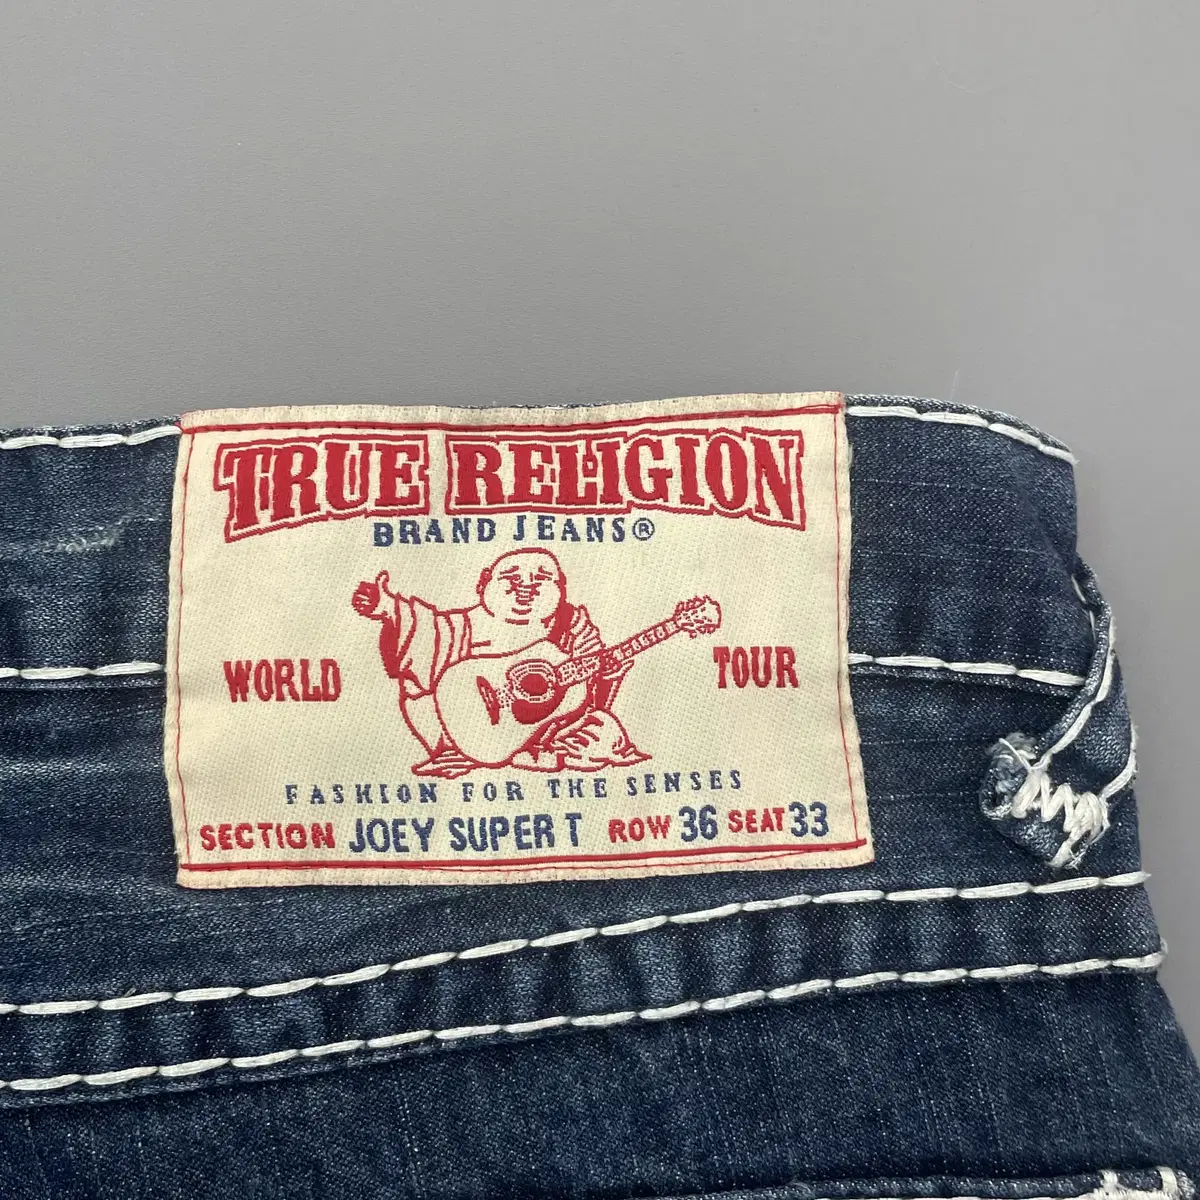 TRUE RELIGION
BRAND JEANS®
WORLD TOUR
FASHION FOR THE SENSES
SECTION JOEY SUPER T ROW 36 SEAT 33